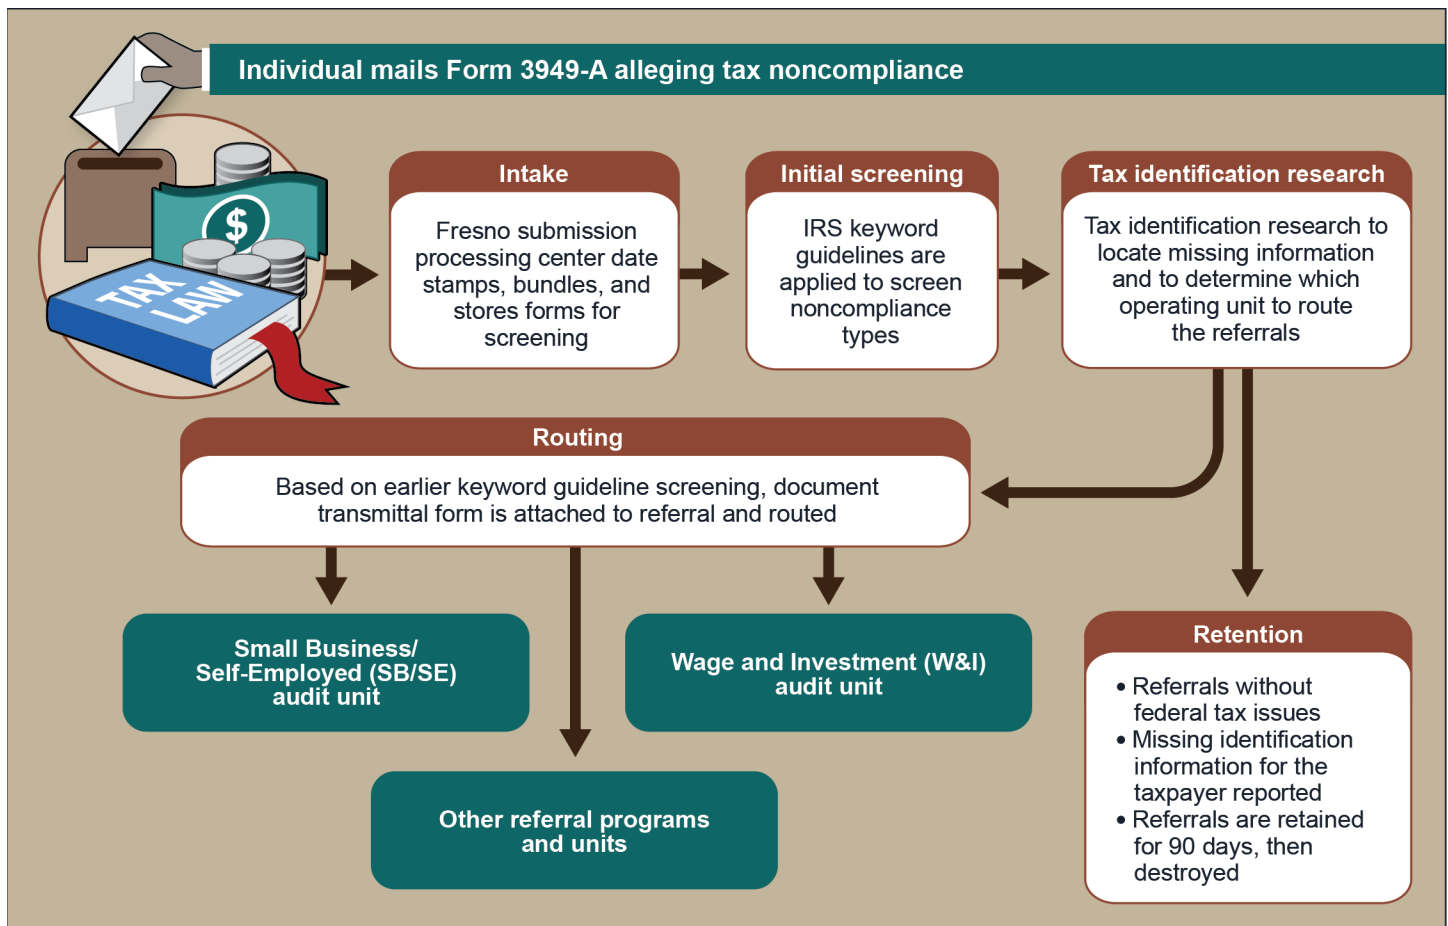 Individual mails Form 3949-A alleging tax noncompliance
$
TAX
LAW
Intake
Fresno submission
processing center date
stamps, bundles, and
stores forms for
screening
Initial screening
IRS keyword
guidelines are
applied to screen
noncompliance
types
Tax identification research
Tax identification research to
locate missing information
and to determine which
operating unit to route
the referrals
Routing
Based on earlier keyword guideline screening, document
transmittal form is attached to referral and routed
Small Business/
Self-Employed (SB/SE)
audit unit
Wage and Investment (W&I)
audit unit
Other referral programs
and units
Retention
• Referrals without
federal tax issues
• Missing identification
information for the
taxpayer reported
• Referrals are retained
for 90 days, then
destroyed